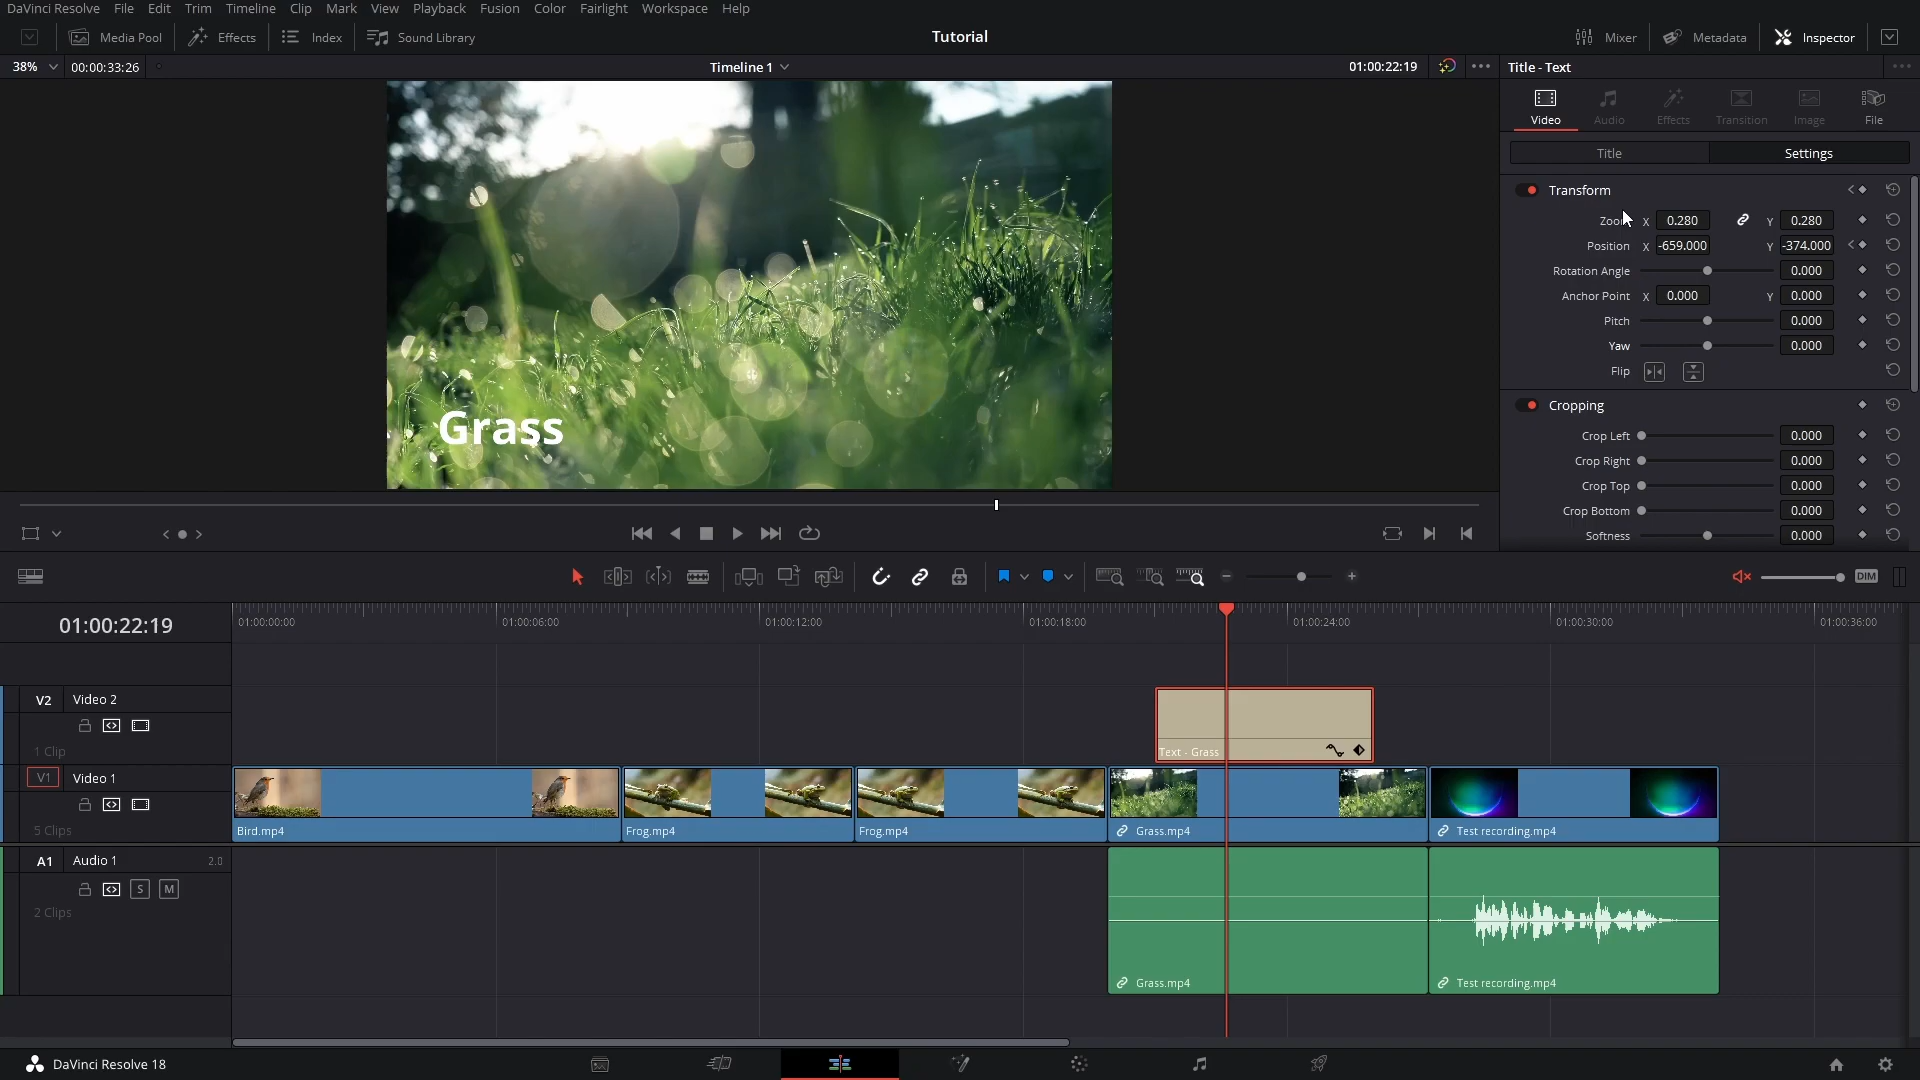 DaVinci Resolve File Edit Trim Timeline Clip Mark View Playback Fusion Color Fairlight Workspace Help
Media Pool Effects Index Sound Library Tutorial Mixer Metadata Inspector
38% 00:00:33:26 Timeline 1 01:00:22:19 Title - Text
Video Audio Effects Transition Image File
Title Settings
Transform
Zoom X 0.280 Y 0.280
Position X -659.000 Y -374.000
Rotation Angle 0.000
Anchor Point X 0.000 Y 0.000
Pitch 0.000
Yaw 0.000
Flip
Cropping
Crop Left 0.000
Crop Right 0.000
Crop Top 0.000
Crop Bottom 0.000
Softness 0.000
Grass
DIM
01:00:22:19
01:00:00:00 01:00:06:00 01:00:12:00 01:00:18:00 01:00:24:00 01:00:30:00 01:00:36:00
V2 Video 2
1 Clip
Text - Grass
V1 Video 1
5 Clips
Bird.mp4 Frog.mp4 Frog.mp4 Grass.mp4 Test recording.mp4
A1 Audio 1 2.0
S M
2 Clips
Grass.mp4 Test recording.mp4
DaVinci Resolve 18